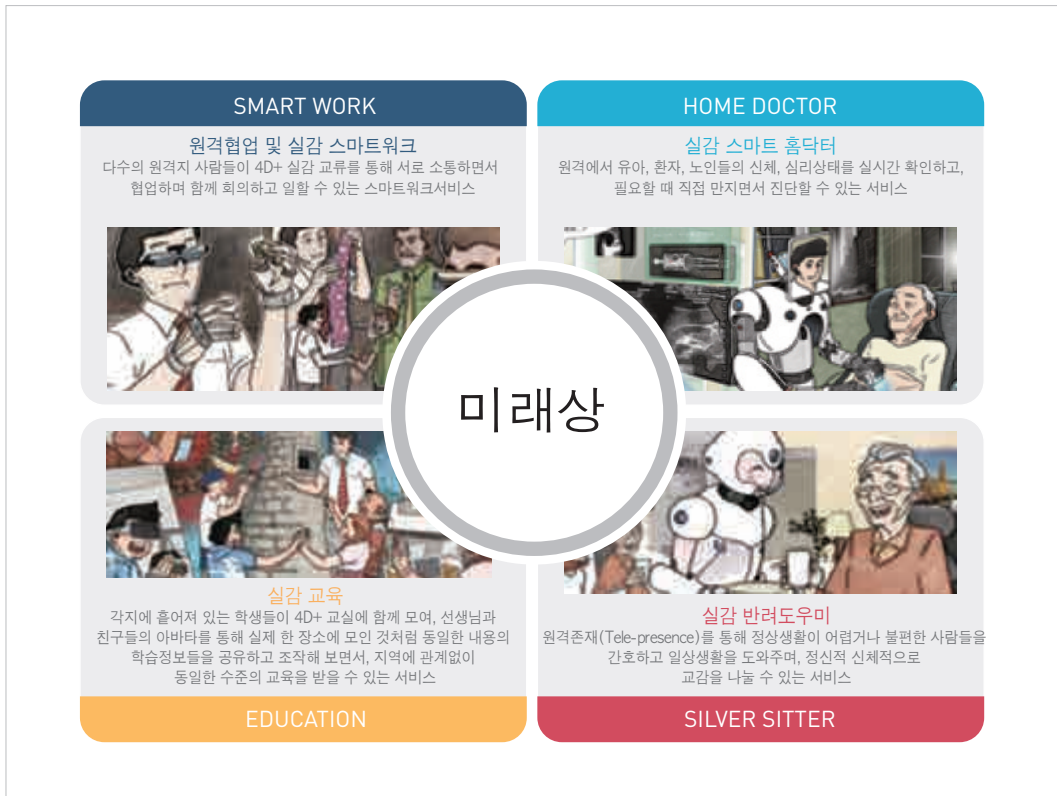 SMART WORK
원격협업 및 실감 스마트워크
다수의 원격지 사람들이 4D+ 실감 교류를 통해 서로 소통하면서
협업하며 함께 회의하고 일할 수 있는 스마트워크서비스
HOME DOCTOR
실감 스마트 홈닥터
원격에서 유아, 환자, 노인들의 신체, 심리상태를 실시간 확인하고,
필요할 때 직접 만지면서 진단할 수 있는 서비스
미래상
실감 교육
각지에 흩어져 있는 학생들이 4D+ 교실에 함께 모여, 선생님과
친구들의 아바타를 통해 실제 한 장소에 모인 것처럼 동일한 내용의
학습정보들을 공유하고 조작해 보면서, 지역에 관계없이
동일한 수준의 교육을 받을 수 있는 서비스
EDUCATION
실감 반려도우미
원격존재(Tele-presence)를 통해 정상생활이 어렵거나 불편한 사람들을
간호하고 일상생활을 도와주며, 정신적 신체적으로
교감을 나눌 수 있는 서비스
SILVER SITTER